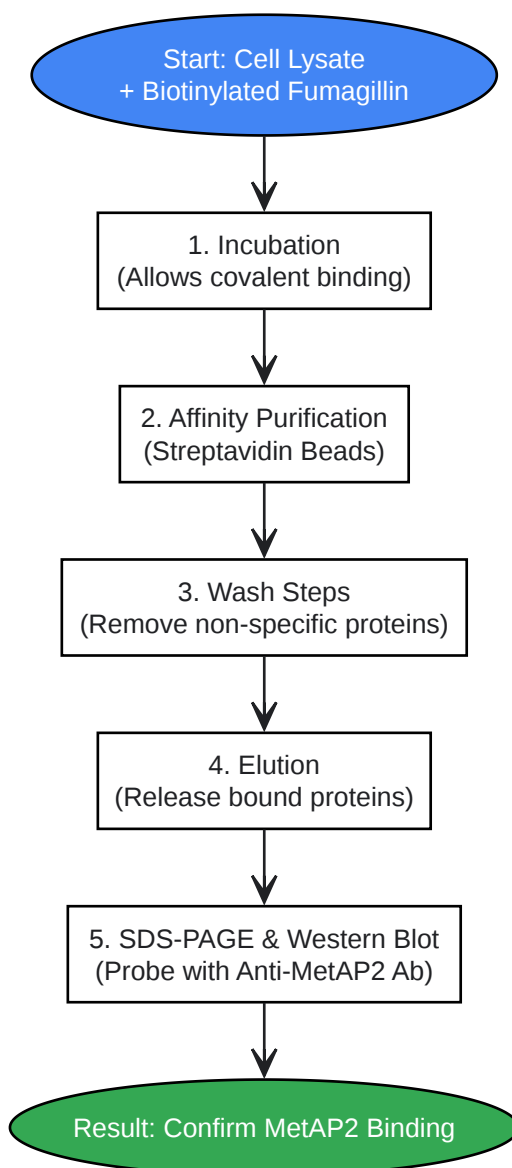 Start: Cell Lysate
+ Biotinylated Fumagillin
1. Incubation
(Allows covalent binding)
2. Affinity Purification
(Streptavidin Beads)
3. Wash Steps
(Remove non-specific proteins)
4. Elution
(Release bound proteins)
5. SDS-PAGE & Western Blot
(Probe with Anti-MetAP2 Ab)
Result: Confirm MetAP2 Binding